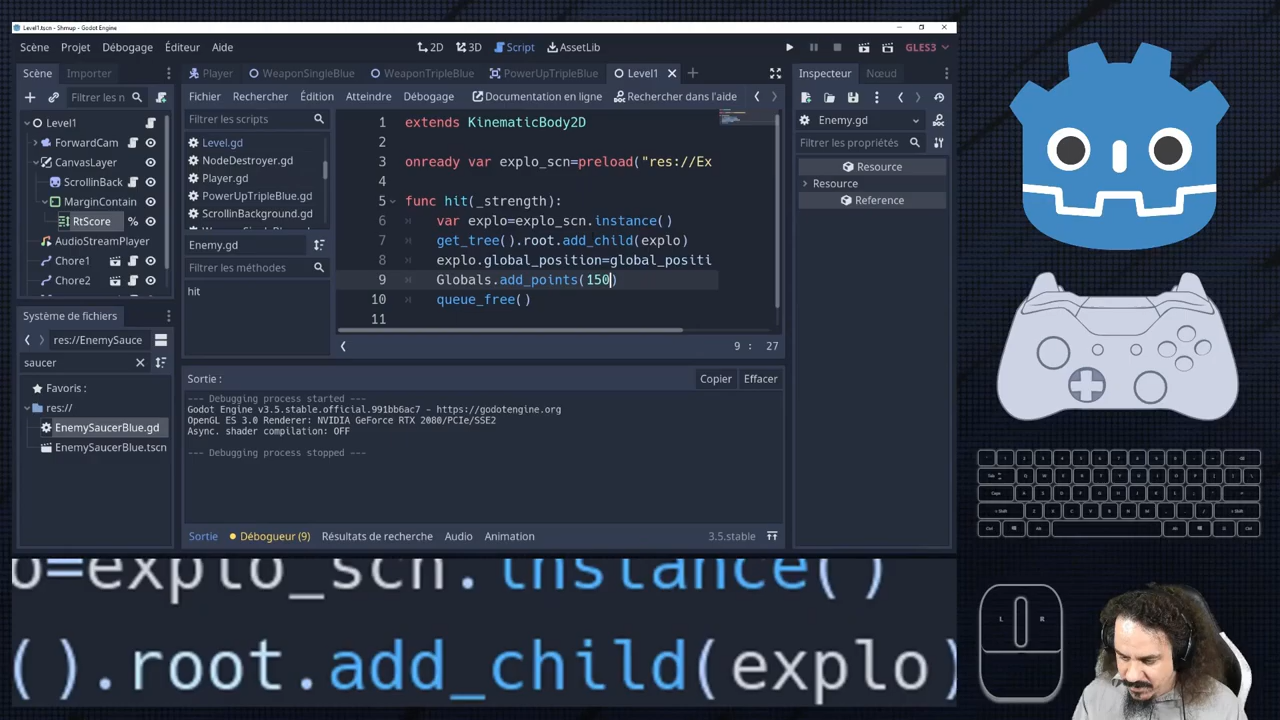 Level1.tscn - Shmup - Godot Engine
Scène Projet Débogage Éditeur Aide
2D 3D Script AssetLib
GLES3
Scène Importer
Filtrer les n
Level1
ForwardCam
CanvasLayer
ScrollinBack
MarginContain
RtScore
AudioStreamPlayer
Chore1
Chore2
Système de fichiers
res://EnemySauce
saucer
Favoris :
res://
EnemySaucerBlue.gd
EnemySaucerBlue.tscn
Player WeaponSingleBlue WeaponTripleBlue PowerUpTripleBlue Level1
Fichier Rechercher Édition Atteindre Débogage Documentation en ligne Rechercher dans l'aide
Filtrer les scripts
Level.gd
NodeDestroyer.gd
Player.gd
PowerUpTripleBlue.gd
ScrollinBackground.gd
Enemy.gd
Filtrer les méthodes
hit
1 extends KinematicBody2D
2
3 onready var explo_scn=preload("res://Ex
4
5 func hit(_strength):
6 var explo=explo_scn.instance()
7 get_tree().root.add_child(explo)
8 explo.global_position=global_positi
9 Globals.add_points(150)
10 queue_free()
11
9 : 27
Sortie :
Copier Effacer
--- Debugging process started ---
Godot Engine v3.5.stable.official.991bb6ac7 - https://godotengine.org
OpenGL ES 3.0 Renderer: NVIDIA GeForce RTX 2080/PCIe/SSE2
Async. shader compilation: OFF
--- Debugging process stopped ---
Sortie Débogueur (9) Résultats de recherche Audio Animation 3.5.stable
Inspecteur Nœud
Enemy.gd
Filtrer les propriétés
Resource
Resource
Reference
o=explo_scn.instance()
().root.add_child(explo)
L R